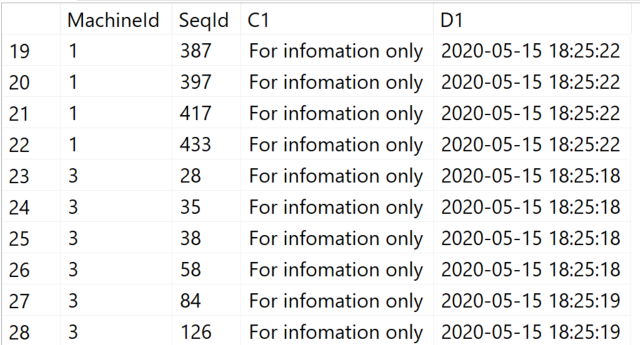 MachineId SeqId C1 D1
19 1 387 For infomation only 2020-05-15 18:25:22
20 1 397 For infomation only 2020-05-15 18:25:22
21 1 417 For infomation only 2020-05-15 18:25:22
22 1 433 For infomation only 2020-05-15 18:25:22
23 3 28 For infomation only 2020-05-15 18:25:18
24 3 35 For infomation only 2020-05-15 18:25:18
25 3 38 For infomation only 2020-05-15 18:25:18
26 3 58 For infomation only 2020-05-15 18:25:18
27 3 84 For infomation only 2020-05-15 18:25:19
28 3 126 For infomation only 2020-05-15 18:25:19